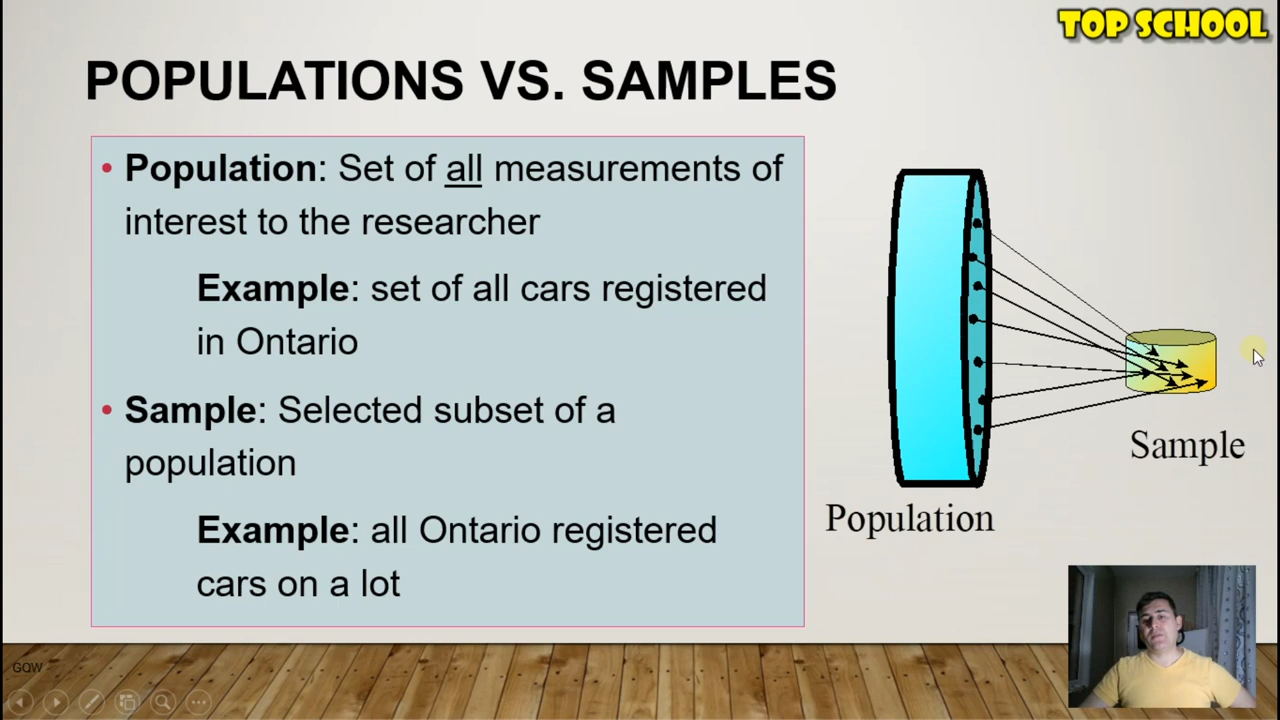 TOP SCHOOL
POPULATIONS VS. SAMPLES
• Population: Set of all measurements of
interest to the researcher
Example: set of all cars registered
in Ontario
• Sample: Selected subset of a
population
Example: all Ontario registered
cars on a lot
Sample
Population
GQW